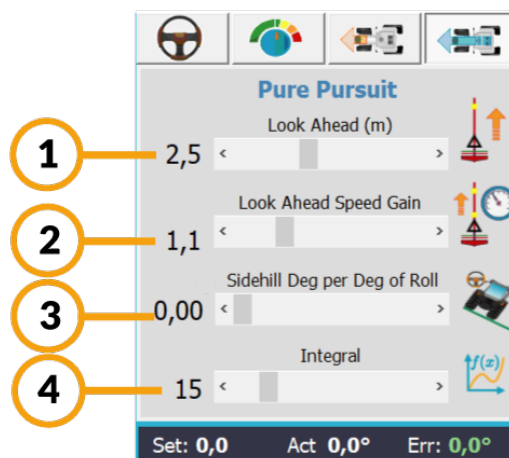 Pure Pursuit
Look Ahead (m)
1 2,5
Look Ahead Speed Gain
2 1,1
Sidehill Deg per Deg of Roll
3 0,00
Integral
f(x)
4 15
Set: 0,0 Act 0,0° Err: 0,0°